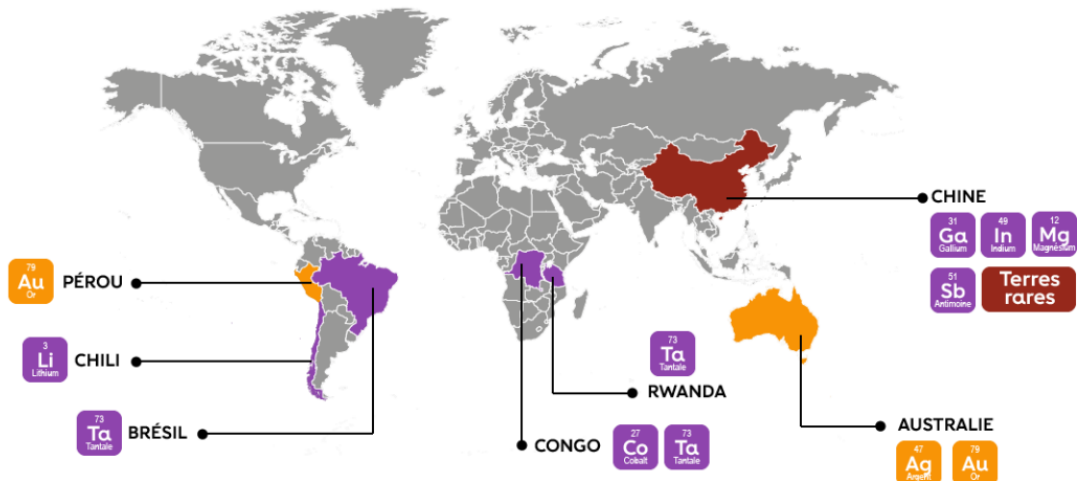 CHINE
31
Ga
Gallium
49
In
Indium
12
Mg
Magnésium
51
Sb
Antimoine
Terres
rares
79
Au
Or
PÉROU
3
Li
Lithium
CHILI
73
Ta
Tantale
BRÉSIL
73
Ta
Tantale
RWANDA
CONGO
27
Co
Cobalt
73
Ta
Tantale
AUSTRALIE
47
Ag
Argent
79
Au
Or